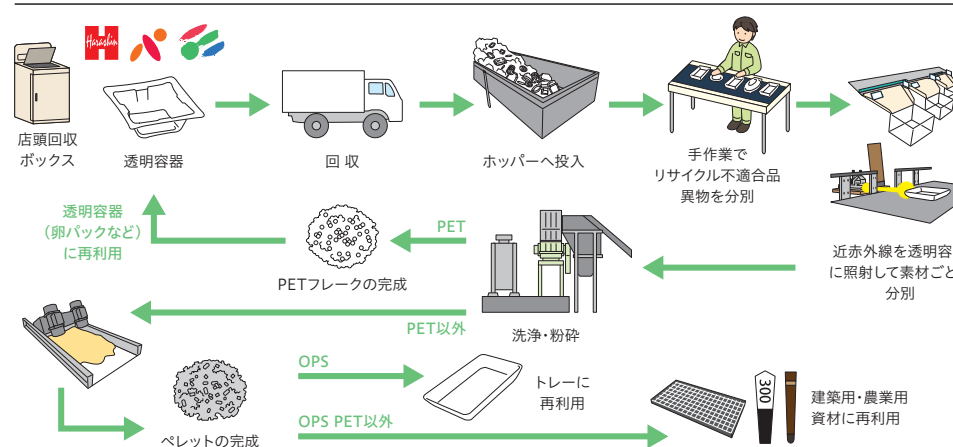 Harashin
店頭回収
ボックス
透明容器
回 収
ホッパーへ投入
手作業で
リサイクル不適合品
異物を分別
近赤外線を透明容
に照射して素材ごと
分別
透明容器
（卵パックなど）
に再利用
PET
PETフレークの完成
洗浄・粉砕
PET以外
OPS
トレーに
再利用
300
建築用・農業用
資材に再利用
OPS PET以外
ペレットの完成